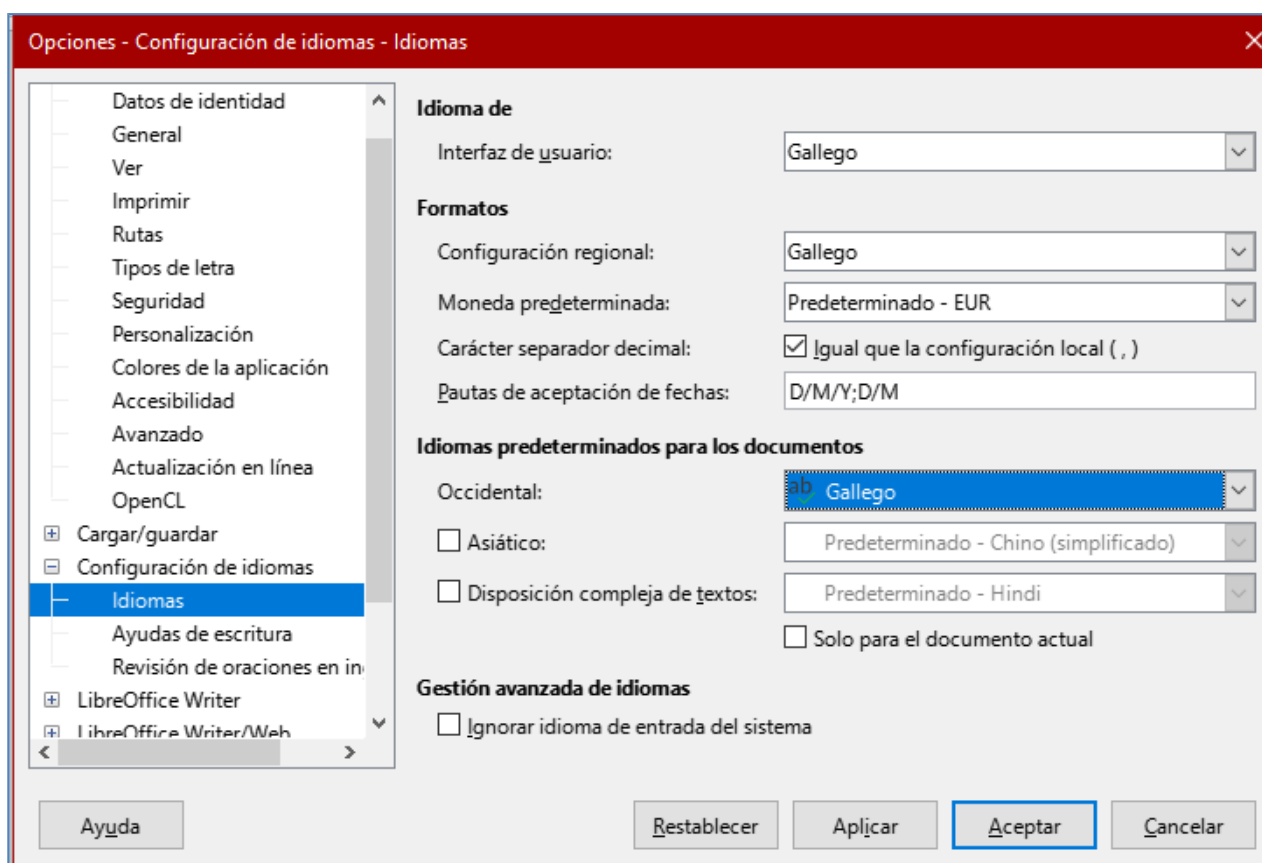 Opciones - Configuración de idiomas - Idiomas
Datos de identidad
General
Ver
Imprimir
Rutas
Tipos de letra
Seguridad
Personalización
Colores de la aplicación
Accesibilidad
Avanzado
Actualización en línea
OpenCL
Cargar/guardar
Configuración de idiomas
Idiomas
Ayudas de escritura
Revisión de oraciones en in
LibreOffice Writer
LibreOffice Writer/Web
Idioma de
Interfaz de usuario: Gallego
Formatos
Configuración regional: Gallego
Moneda predeterminada: Predeterminado - EUR
Carácter separador decimal: Igual que la configuración local ( , )
Pautas de aceptación de fechas: D/M/Y;D/M
Idiomas predeterminados para los documentos
Occidental: ab Gallego
Asiático: Predeterminado - Chino (simplificado)
Disposición compleja de textos: Predeterminado - Hindi
Solo para el documento actual
Gestión avanzada de idiomas
Ignorar idioma de entrada del sistema
Ayuda Restablecer Aplicar Aceptar Cancelar